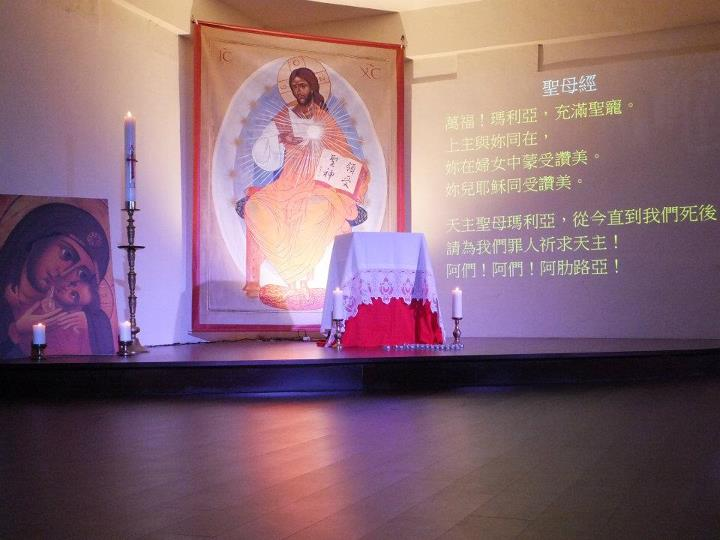 IC
XC
領受
聖神
聖母經
萬福！瑪利亞，充滿聖寵。
上主與妳同在，
妳在婦女中蒙受讚美。
妳兒耶穌同受讚美。
天主聖母瑪利亞，從今直到我們死後
請為我們罪人祈求天主！
阿們！阿們！阿肋路亞！